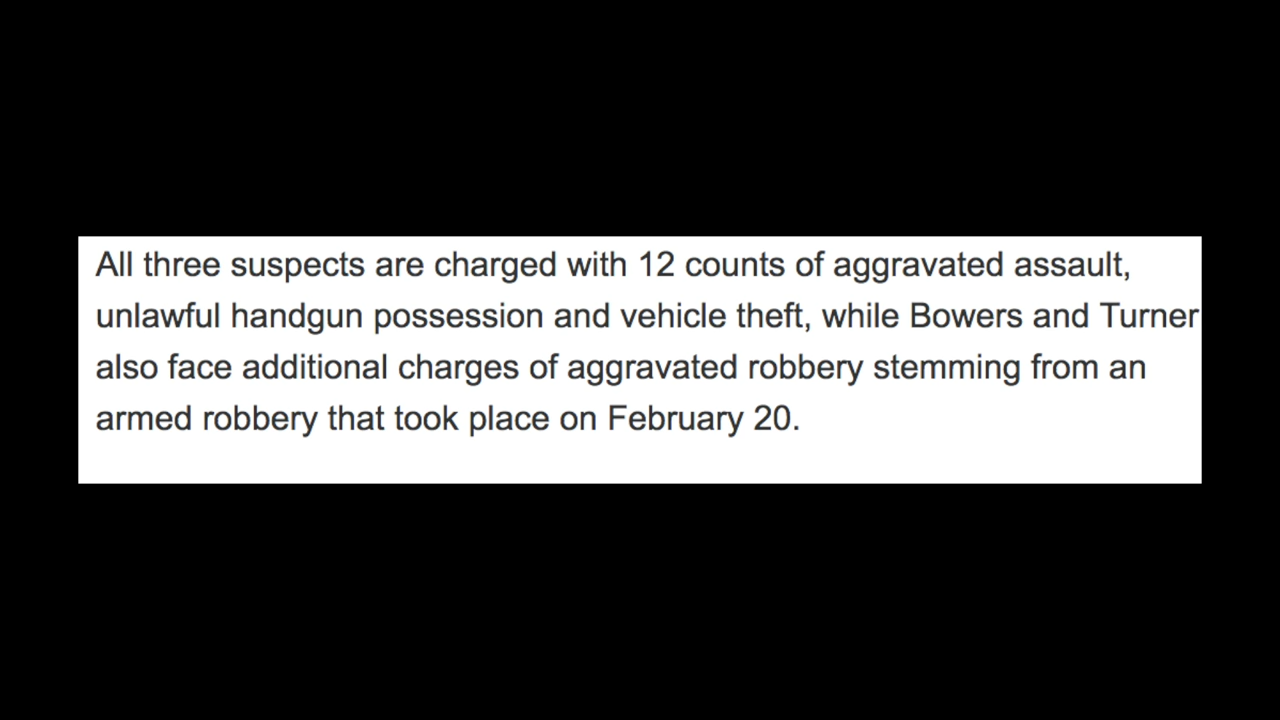 All three suspects are charged with 12 counts of aggravated assault,
unlawful handgun possession and vehicle theft, while Bowers and Turner
also face additional charges of aggravated robbery stemming from an
armed robbery that took place on February 20.